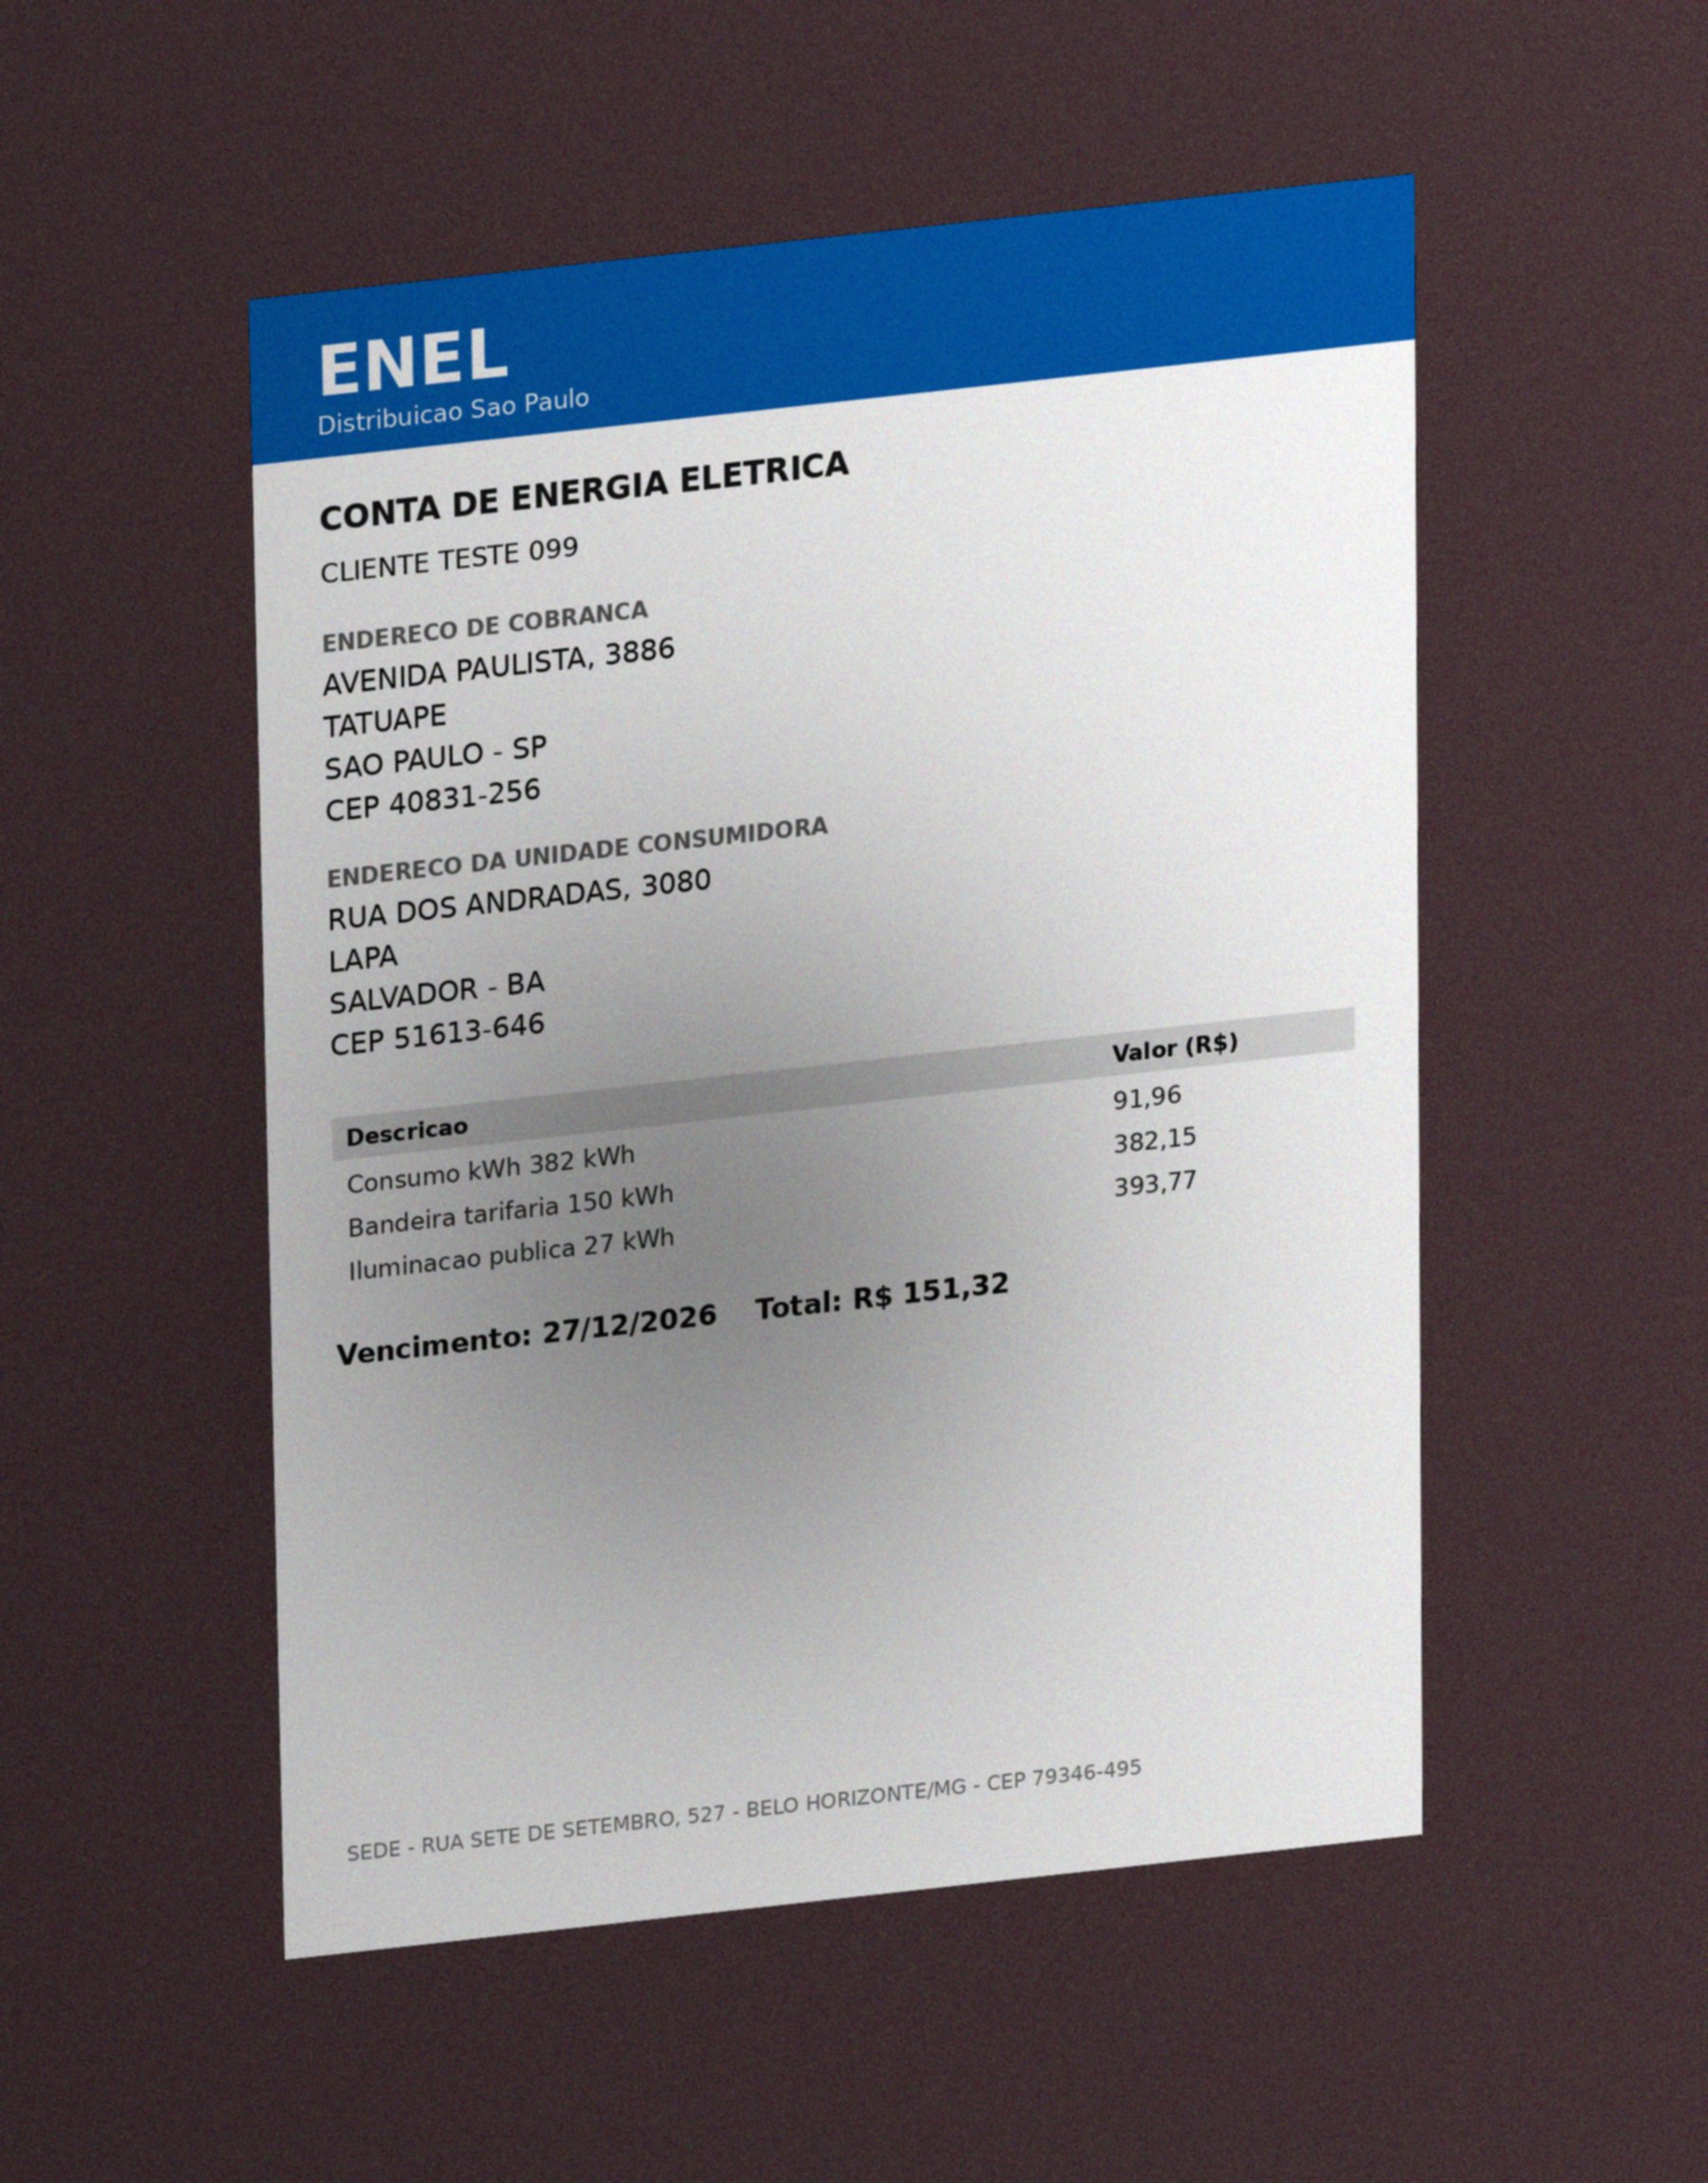 ENEL
Distribuicao Sao Paulo
CONTA DE ENERGIA ELETRICA
CLIENTE TESTE 099
ENDERECO DE COBRANCA
AVENIDA PAULISTA, 3886
TATUAPE
SAO PAULO - SP
CEP 40831-256
ENDERECO DA UNIDADE CONSUMIDORA
RUA DOS ANDRADAS, 3080
LAPA
SALVADOR - BA
CEP 51613-646
Descricao Valor (R$)
Consumo kWh 382 kWh 91,96
Bandeira tarifaria 150 kWh 382,15
Iluminacao publica 27 kWh 393,77
Vencimento: 27/12/2026 Total: R$ 151,32
SEDE - RUA SETE DE SETEMBRO, 527 - BELO HORIZONTE/MG - CEP 79346-495